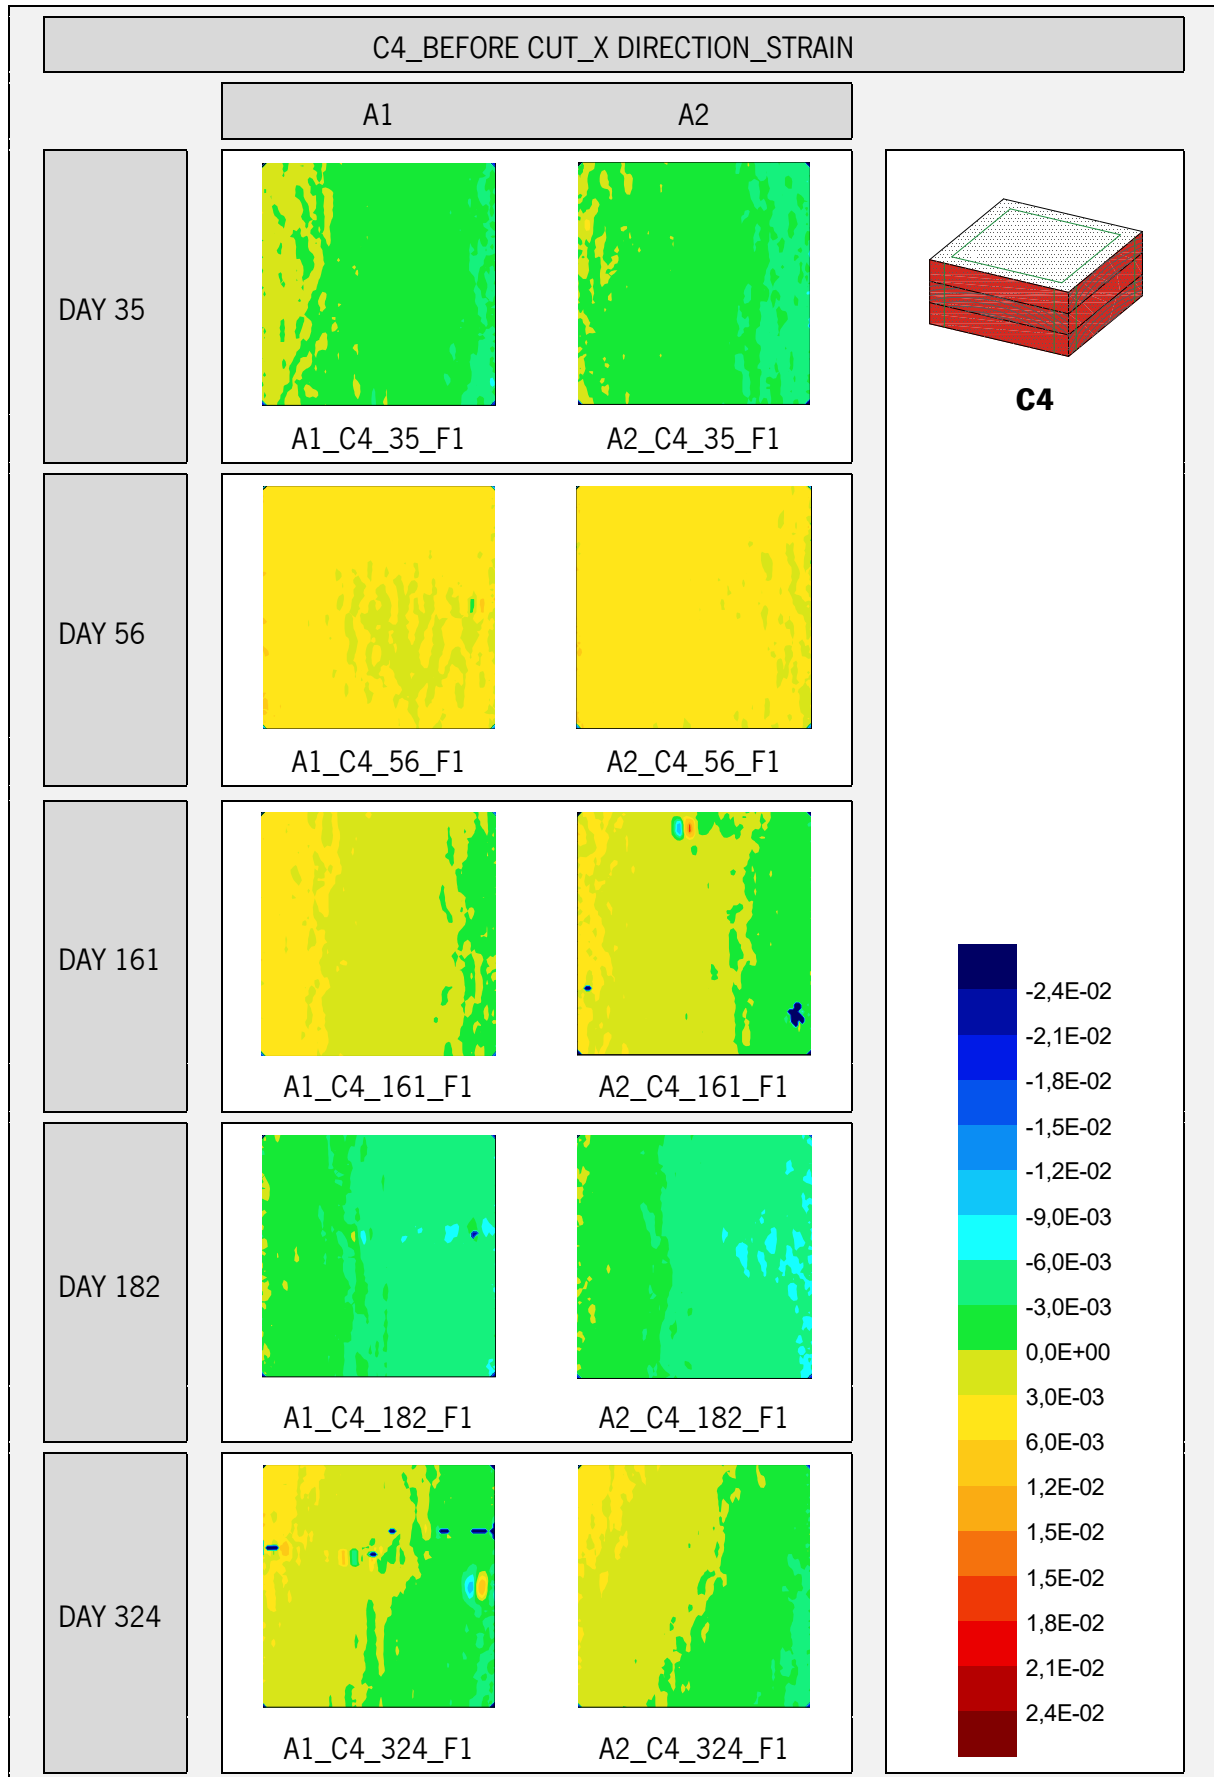 C4_BEFORE CUT_X DIRECTION_STRAIN
A1
A2
DAY 35
A1_C4_35_F1
A2_C4_35_F1
C4
DAY 56
A1_C4_56_F1
A2_C4_56_F1
DAY 161
A1_C4_161_F1
A2_C4_161_F1
DAY 182
A1_C4_182_F1
A2_C4_182_F1
DAY 324
A1_C4_324_F1
A2_C4_324_F1
-2,4E-02
-2,1E-02
-1,8E-02
-1,5E-02
-1,2E-02
-9,0E-03
-6,0E-03
-3,0E-03
0,0E+00
3,0E-03
6,0E-03
1,2E-02
1,5E-02
1,5E-02
1,8E-02
2,1E-02
2,4E-02